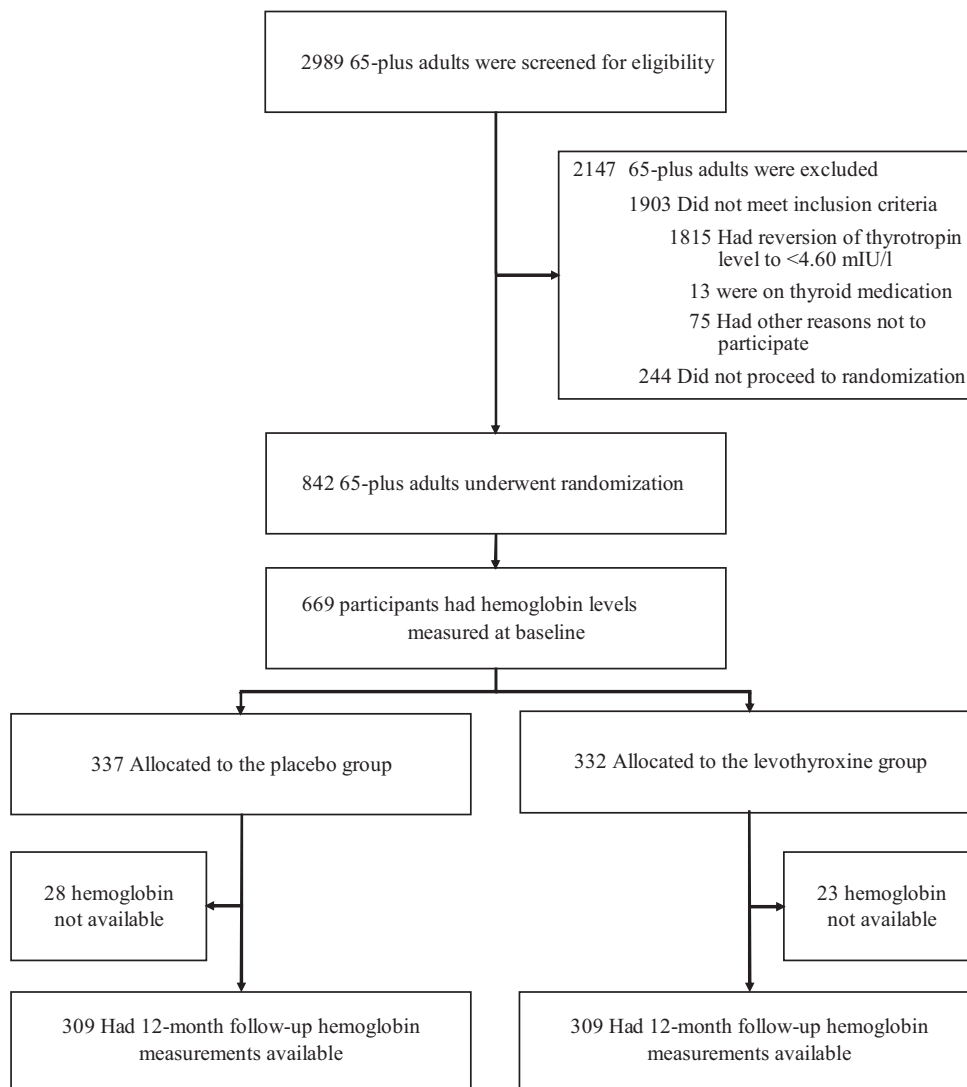 2989 65-plus adults were screened for eligibility
2147 65-plus adults were excluded
1903 Did not meet inclusion criteria
1815 Had reversion of thyrotropin
level to <4.60 mIU/l
13 were on thyroid medication
75 Had other reasons not to
participate
244 Did not proceed to randomization
842 65-plus adults underwent randomization
669 participants had hemoglobin levels
measured at baseline
337 Allocated to the placebo group
332 Allocated to the levothyroxine group
28 hemoglobin
not available
23 hemoglobin
not available
309 Had 12-month follow-up hemoglobin
measurements available
309 Had 12-month follow-up hemoglobin
measurements available